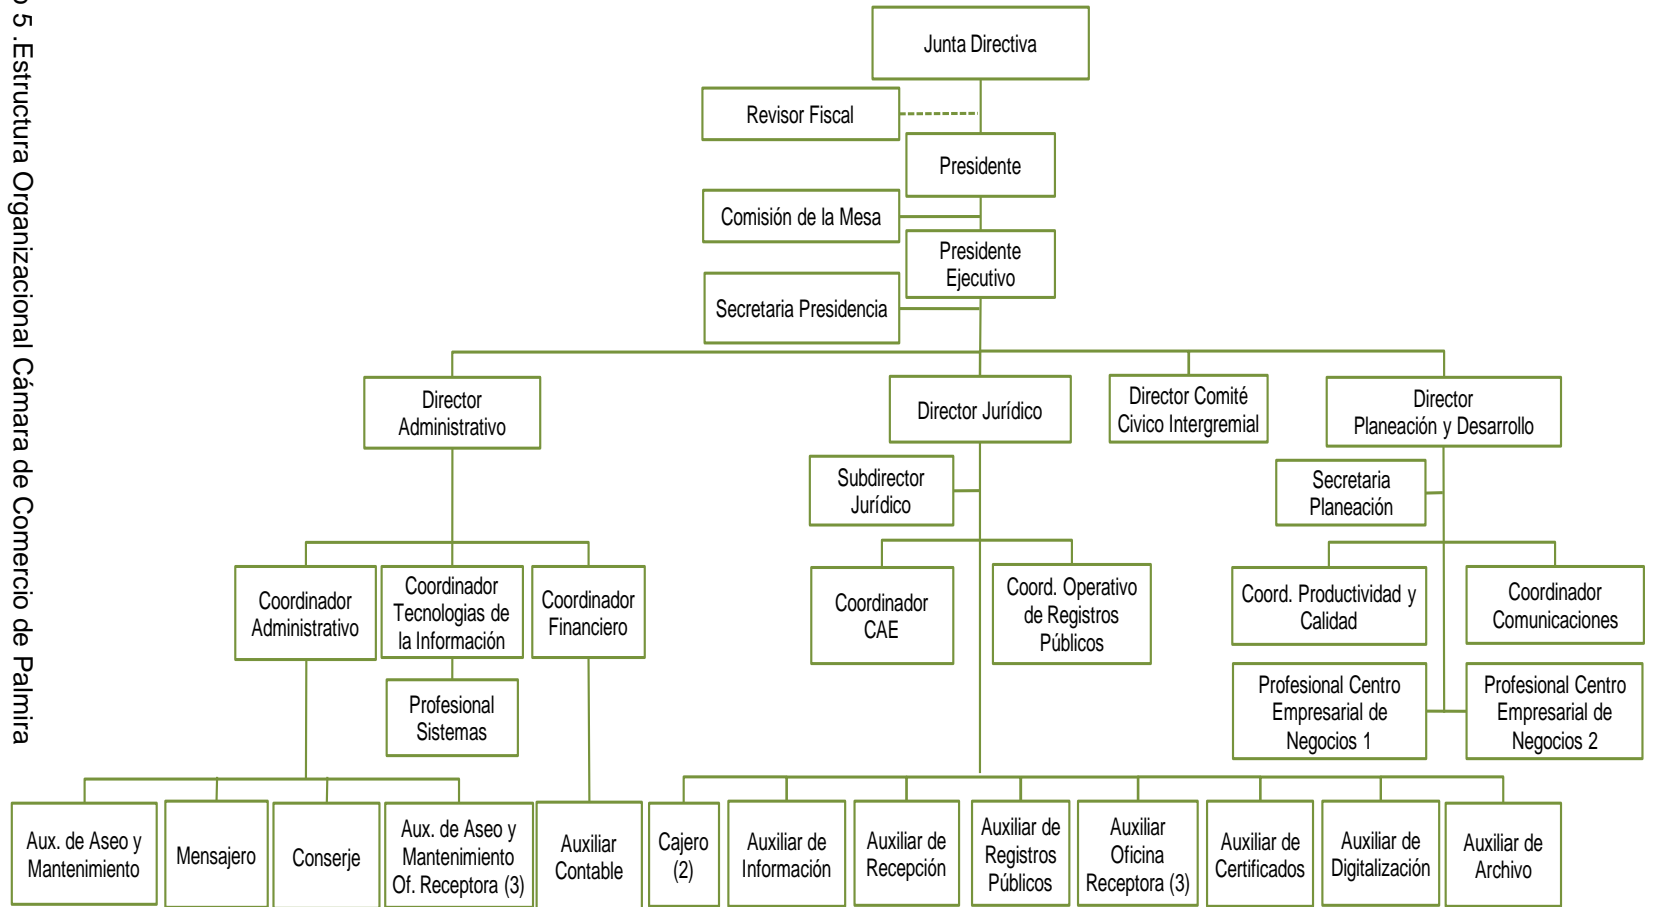 5 .Estructura Organizacional Cámara de Comercio de Palmira
Junta Directiva
Revisor Fiscal
Presidente
Comisión de la Mesa
Presidente
Ejecutivo
Secretaria Presidencia
Director
Administrativo
Director Jurídico
Director Comité
Civico Intergremial
Director
Planeación y Desarrollo
Subdirector
Jurídico
Secretaria
Planeación
Coordinador
Administrativo
Coordinador
Tecnologias de
la Información
Coordinador
Financiero
Coordinador
CAE
Coord. Operativo
de Registros
Públicos
Coord. Productividad y
Calidad
Coordinador
Comunicaciones
Profesional
Sistemas
Profesional Centro
Empresarial de
Negocios 1
Profesional Centro
Empresarial de
Negocios 2
Aux. de Aseo y
Mantenimiento
Mensajero
Conserje
Aux. de Aseo y
Mantenimiento
Of. Receptora (3)
Auxiliar
Contable
Cajero
(2)
Auxiliar de
Información
Auxiliar de
Recepción
Auxiliar de
Registros
Públicos
Auxiliar
Oficina
Receptora (3)
Auxiliar de
Certificados
Auxiliar de
Digitalización
Auxiliar de
Archivo